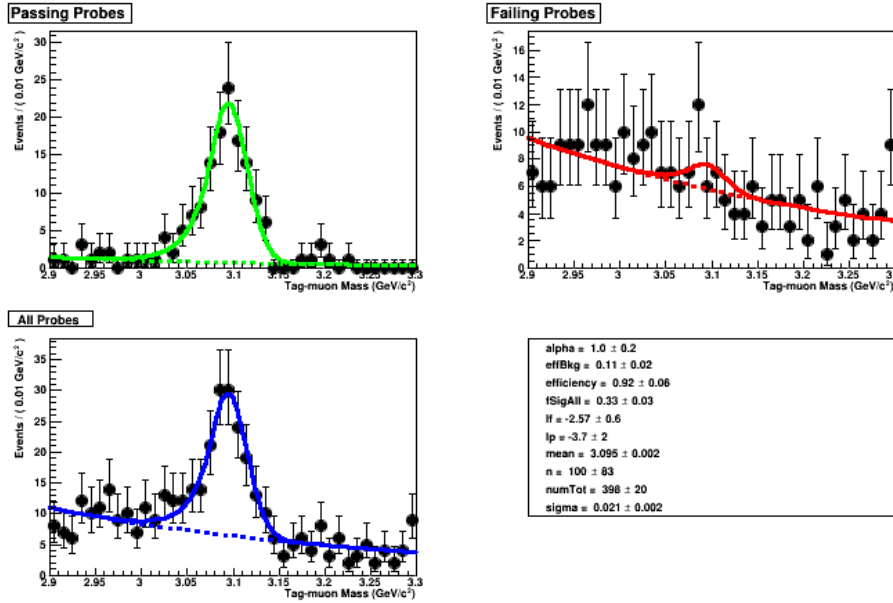 Passing Probes
Events / ( 0.01 GeV/c²)
30
25
20
15
10
5
0
2.9 2.95 3 3.05 3.1 3.15 3.2 3.25 3.3
Tag-muon Mass (GeV/c²)
Failing Probes
Events / ( 0.01 GeV/c²)
16
14
12
10
8
6
4
2
0
2.9 2.95 3 3.05 3.1 3.15 3.2 3.25
Tag-muon Mass (GeV/c²)
All Probes
Events / ( 0.01 GeV/c²)
35
30
25
20
15
10
5
0
2.9 2.95 3 3.05 3.1 3.15 3.2 3.25 3.3
Tag-muon Mass (GeV/c²)
alpha = 1.0 ± 0.2
effBkg = 0.11 ± 0.02
efficiency = 0.92 ± 0.06
fSigAll = 0.33 ± 0.03
lf = -2.57 ± 0.6
lp = -3.7 ± 2
mean = 3.095 ± 0.002
n = 100 ± 83
numTot = 398 ± 20
sigma = 0.021 ± 0.002